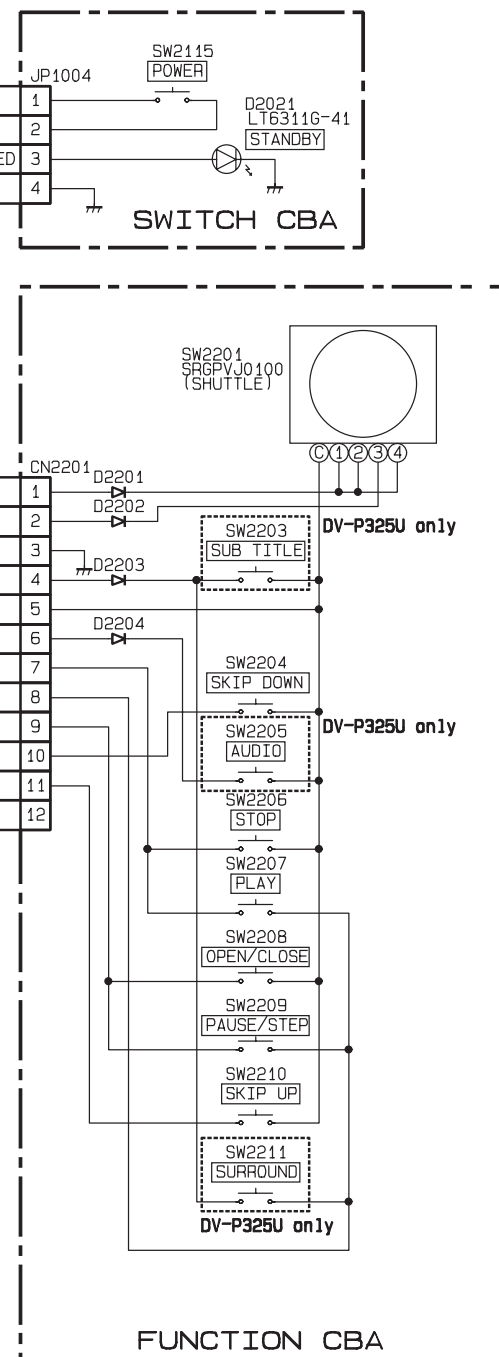 SW2115
POWER
JP1004
1
D2021
LT6311G-41
2
STANDBY
ED 3
4
SWITCH CBA
SW2201
SRGPVJ0100
(SHUTTLE)
C 1 2 3 4
CN2201
D2201
1
D2202
2
SW2203
DV-P325U only
SUB TITLE
3
D2203
4
5
D2204
6
SW2204
7
SKIP DOWN
8
SW2205
DV-P325U only
9
AUDIO
10
11
SW2206
STOP
12
SW2207
PLAY
SW2208
OPEN/CLOSE
SW2209
PAUSE/STEP
SW2210
SKIP UP
SW2211
SURROUND
DV-P325U only
FUNCTION CBA